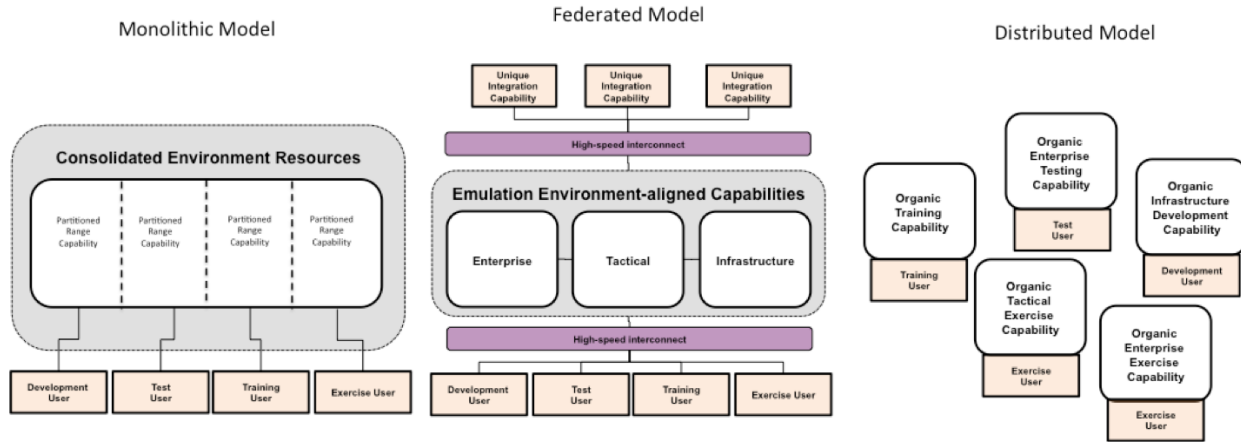 Monolithic Model
Consolidated Environment Resources
Partitioned
Range
Capability
Partitioned
Range
Capability
Partitioned
Range
Capability
Partitioned
Range
Capability
Development
User
Test
User
Training
User
Exercise User
Federated Model
Unique
Integration
Capability
Unique
Integration
Capability
Unique
Integration
Capability
High-speed interconnect
Emulation Environment-aligned Capabilities
Enterprise
Tactical
Infrastructure
High-speed interconnect
Development
User
Test
User
Training
User
Exercise User
Distributed Model
Organic
Training
Capability
Training
User
Organic
Enterprise
Testing
Capability
Test
User
Organic
Infrastructure
Development
Capability
Development
User
Organic
Tactical
Exercise
Capability
Exercise
User
Organic
Enterprise
Exercise
Capability
Exercise
User